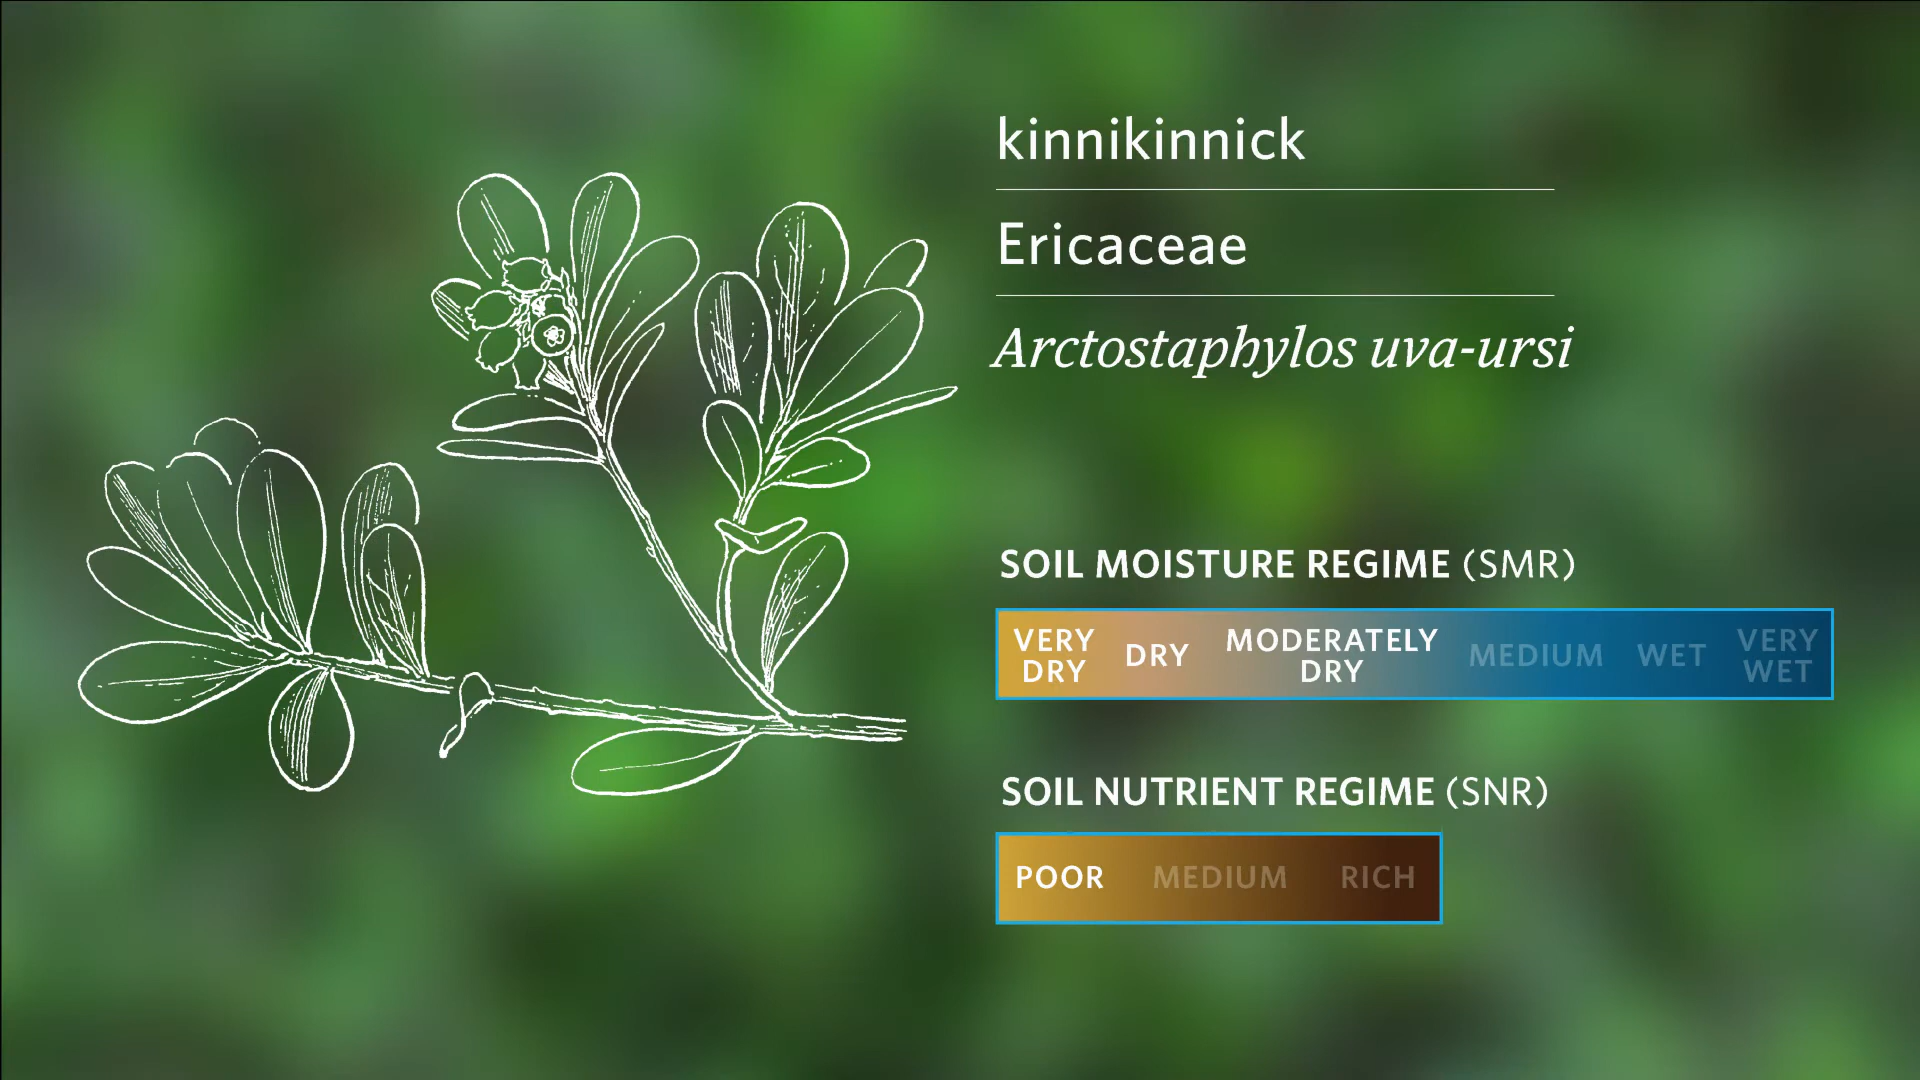 kinnikinnick
Ericaceae
Arctostaphylos uva-ursi
SOIL MOISTURE REGIME (SMR)
VERY DRY DRY MODERATELY DRY MEDIUM WET VERY WET
SOIL NUTRIENT REGIME (SNR)
POOR MEDIUM RICH